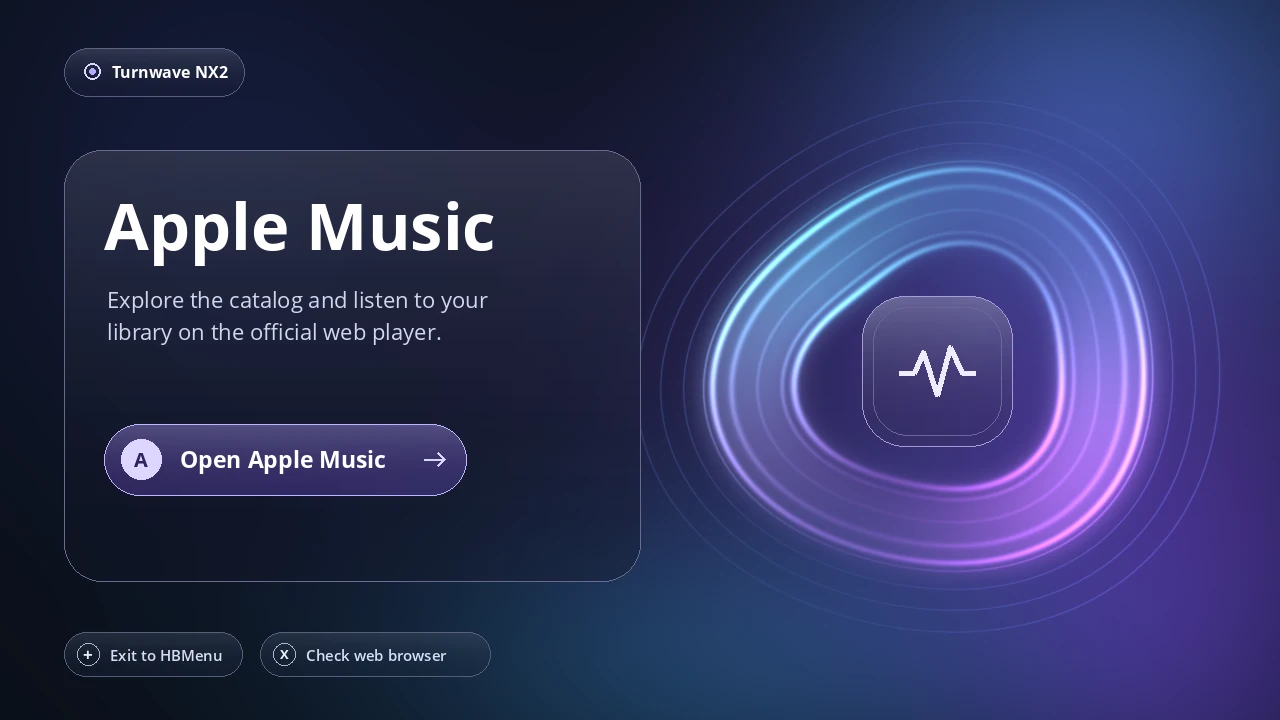 Turnwave NX2
Apple Music
Explore the catalog and listen to your
library on the official web player.
A Open Apple Music →
+ Exit to HBMenu
X Check web browser